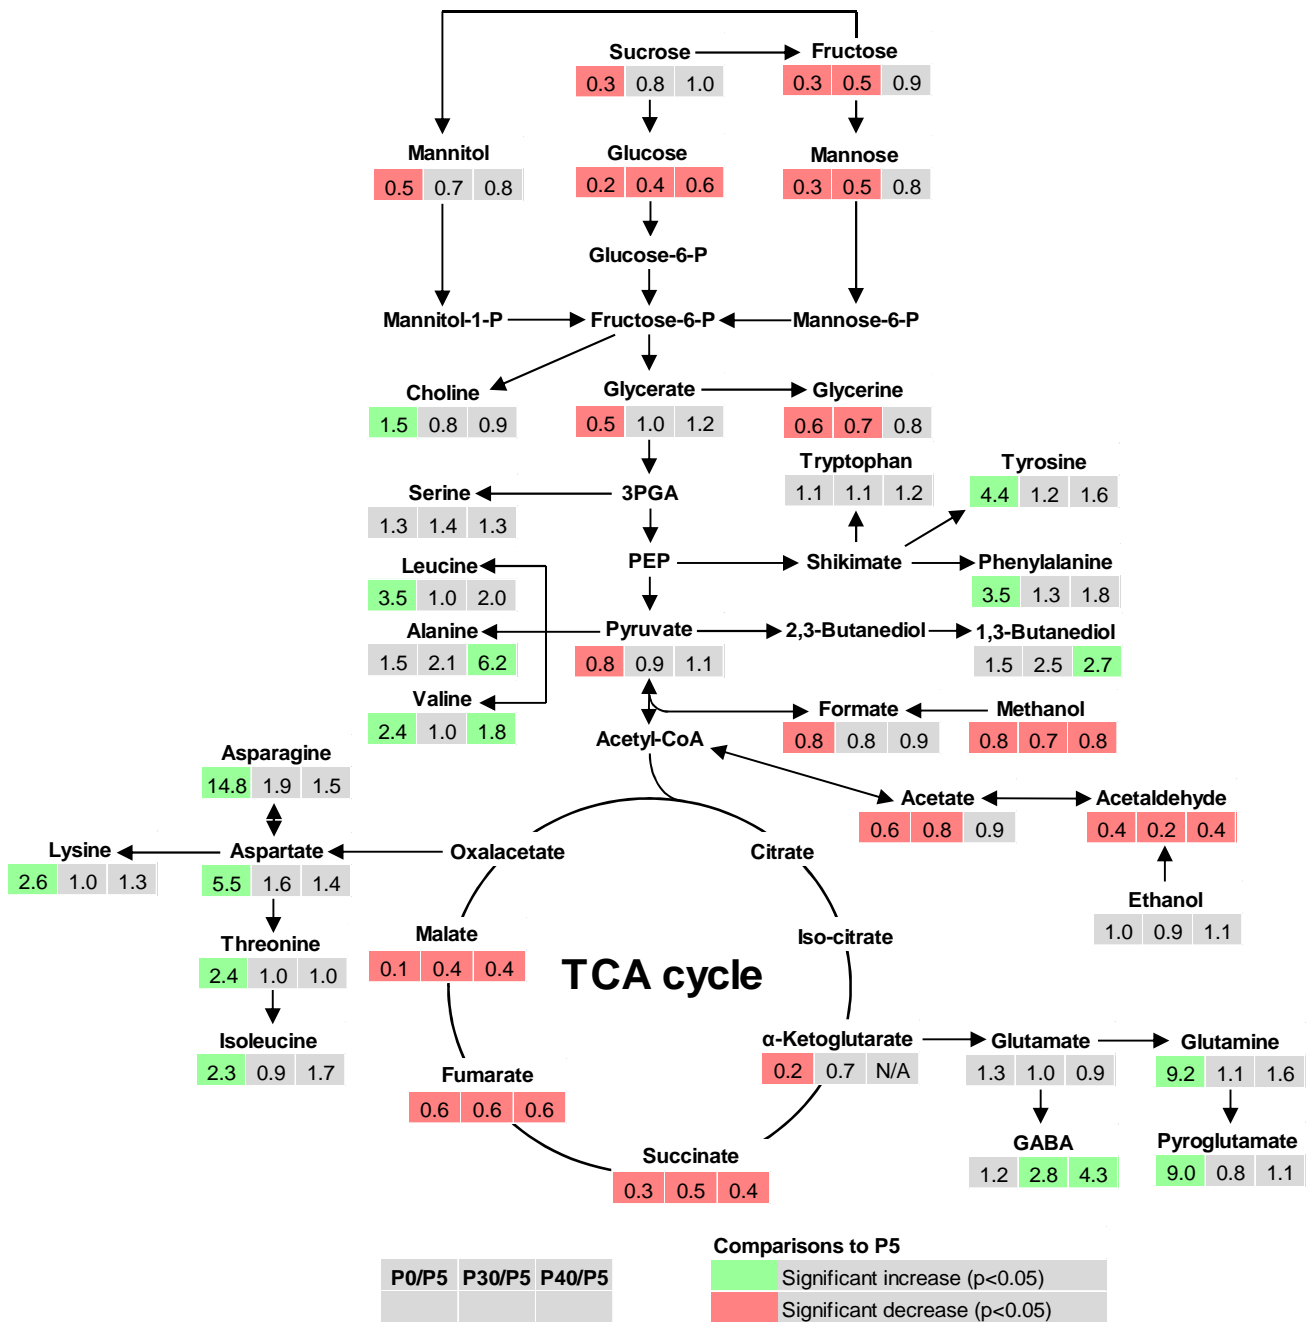 Sucrose Fructose
0.3 0.8 1.0 0.3 0.5 0.9
Mannitol Glucose Mannose
0.5 0.7 0.8 0.2 0.4 0.6 0.3 0.5 0.8
Glucose-6-P
Mannitol-1-P Fructose-6-P Mannose-6-P
Choline Glycerate Glycerine
1.5 0.8 0.9 0.5 1.0 1.2 0.6 0.7 0.8
Tryptophan Tyrosine
1.1 1.1 1.2 4.4 1.2 1.6
Serine 3PGA
1.3 1.4 1.3
Leucine PEP Shikimate Phenylalanine
3.5 1.0 2.0 3.5 1.3 1.8
Alanine Pyruvate 2,3-Butanediol 1,3-Butanediol
1.5 2.1 6.2 0.8 0.9 1.1 1.5 2.5 2.7
Valine Formate Methanol
2.4 1.0 1.8 0.8 0.8 0.9 0.8 0.7 0.8
Acetyl-CoA
Asparagine
14.8 1.9 1.5
Acetate Acetaldehyde
0.6 0.8 0.9 0.4 0.2 0.4
Lysine Aspartate Oxalacetate Citrate
2.6 1.0 1.3 5.5 1.6 1.4
Ethanol
1.0 0.9 1.1
Threonine Malate Iso-citrate
2.4 1.0 1.0 0.1 0.4 0.4
TCA cycle
Isoleucine α-Ketoglutarate Glutamate Glutamine
2.3 0.9 1.7 0.2 0.7 N/A 1.3 1.0 0.9 9.2 1.1 1.6
Fumarate
0.6 0.6 0.6
GABA Pyroglutamate
1.2 2.8 4.3 9.0 0.8 1.1
Succinate
0.3 0.5 0.4
Comparisons to P5
P0/P5 P30/P5 P40/P5
Significant increase (p<0.05)
Significant decrease (p<0.05)